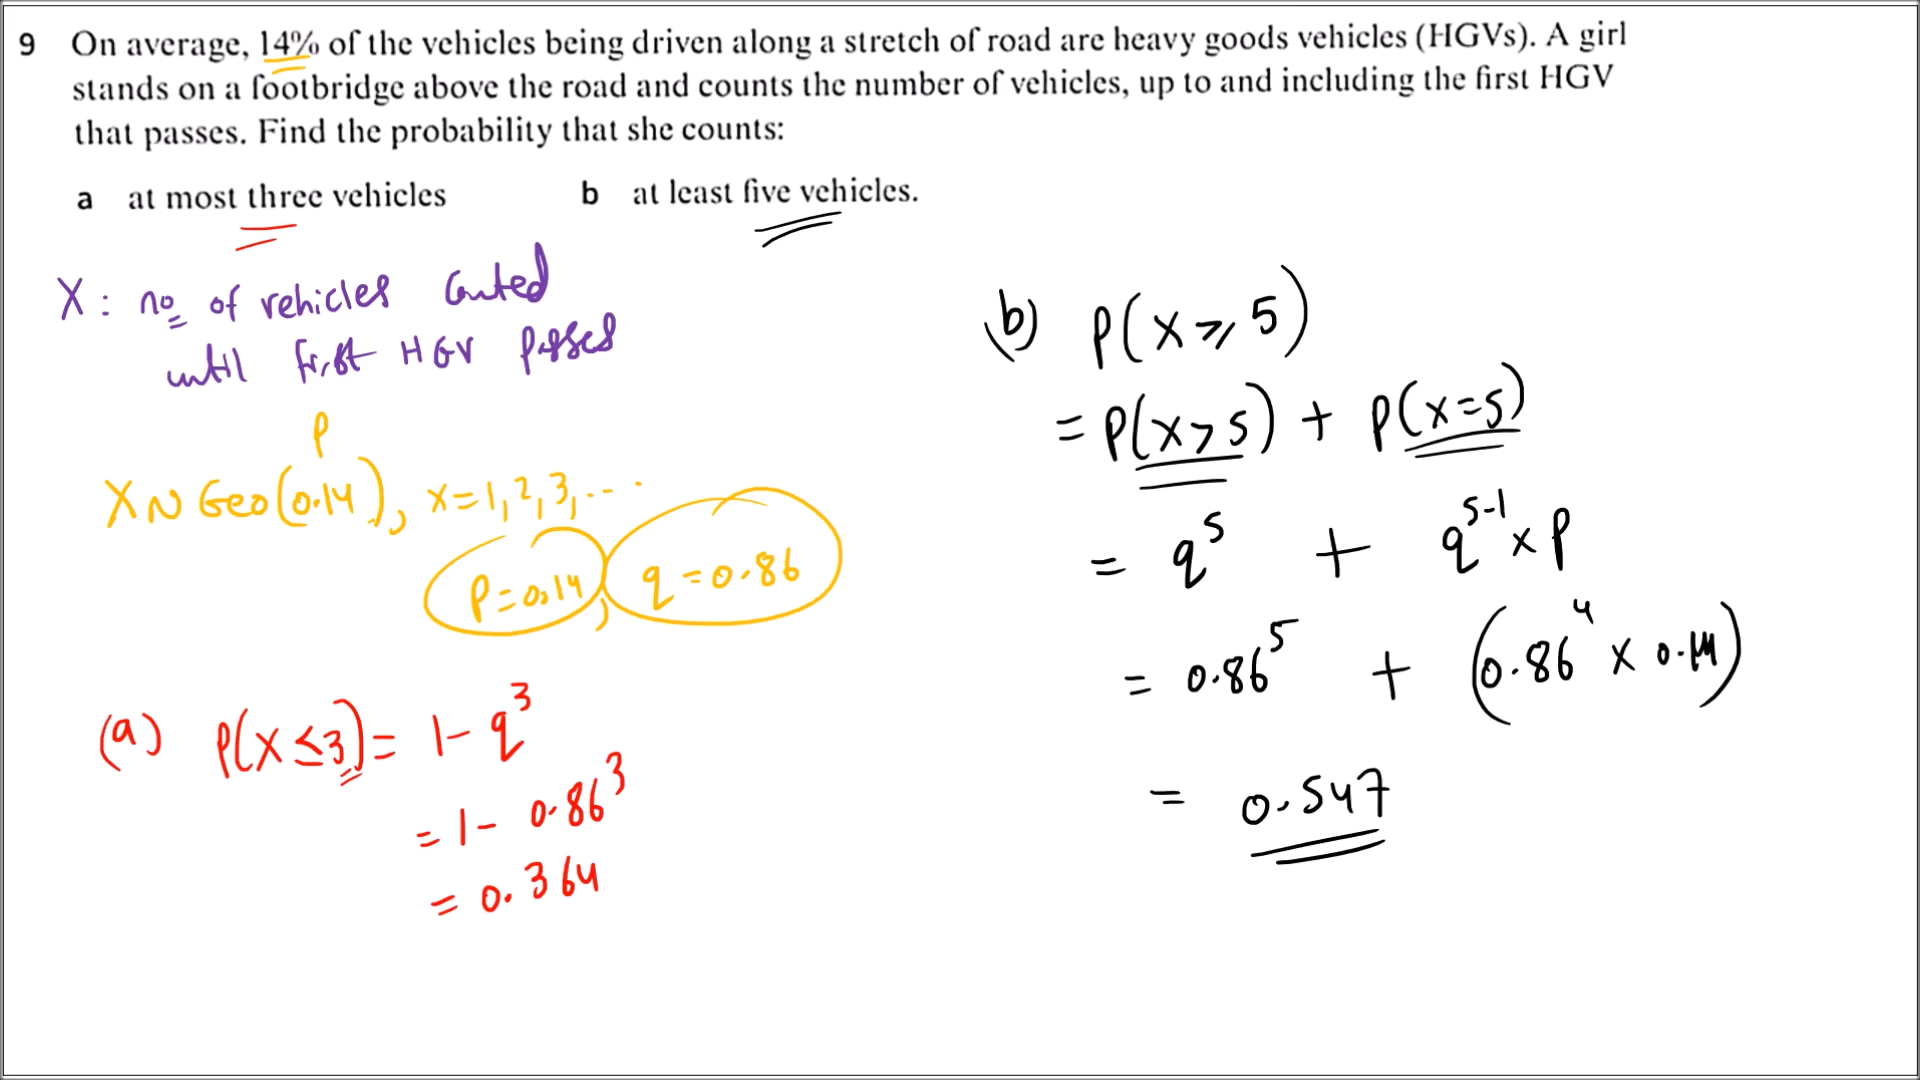 9 On average, 14% of the vehicles being driven along a stretch of road are heavy goods vehicles (HGVs). A girl
stands on a footbridge above the road and counts the number of vehicles, up to and including the first HGV
that passes. Find the probability that she counts:
a at most three vehicles b at least five vehicles.
X : no of vehicles counted
until first HGV passes
P
X ~ Geo(0.14), x = 1, 2, 3, ...
P = 0.14, q = 0.86
(a) P(X ≤ 3) = 1 - q³
= 1 - 0.86³
= 0.364
(b) P(X ⩾ 5)
= P(X > 5) + P(X = 5)
= q⁵ + q⁵⁻¹ × P
= 0.86⁵ + (0.86⁴ × 0.14)
= 0.547